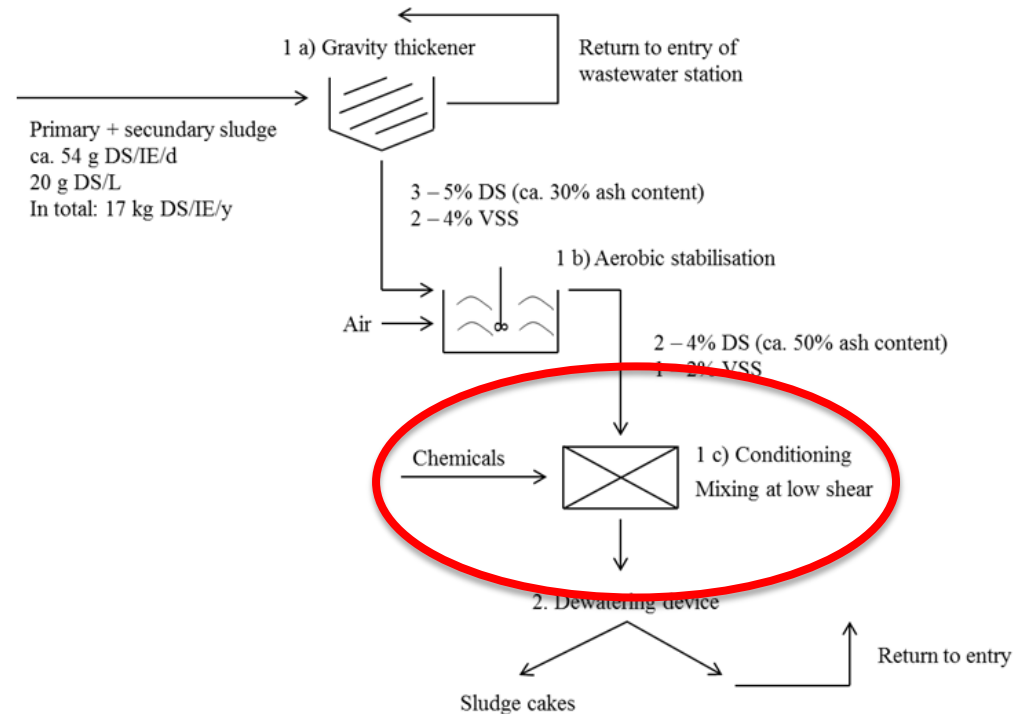 1 a) Gravity thickener
Return to entry of
wastewater station
Primary + secundary sludge
ca. 54 g DS/IE/d
20 g DS/L
In total: 17 kg DS/IE/y
3 – 5% DS (ca. 30% ash content)
2 – 4% VSS
1 b) Aerobic stabilisation
Air
2 – 4% DS (ca. 50% ash content)
1 – 2% VSS
Chemicals
1 c) Conditioning
Mixing at low shear
2. Dewatering device
Return to entry
Sludge cakes